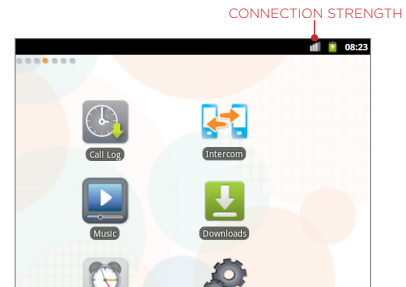 CONNECTION STRENGTH
08:23
Call Log
Intercom
Music
Downloads